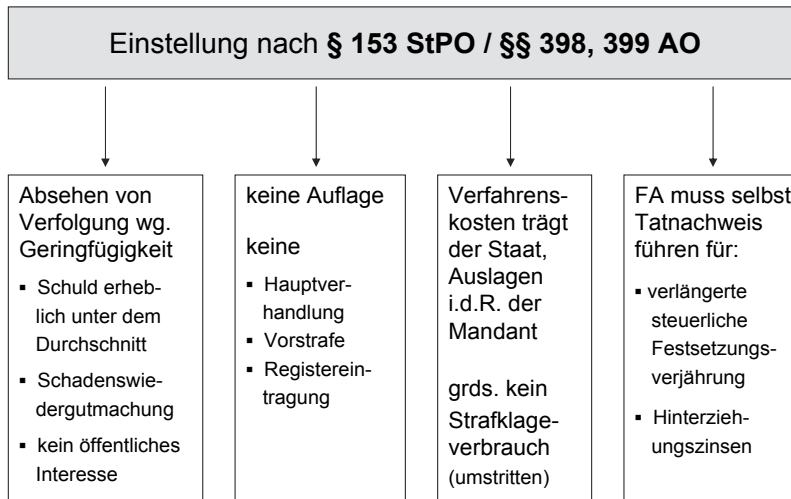 Einstellung nach § 153 StPO / §§ 398, 399 AO
Absehen von
Verfolgung wg.
Geringfügigkeit
▪ Schuld erheb-
lich unter dem
Durchschnitt
▪ Schadenswie-
dergutmachung
▪ kein öffentliches
Interesse
keine Auflage
keine
▪ Hauptver-
handlung
▪ Vorstrafe
▪ Registerein-
tragung
Verfahrens-
kosten trägt
der Staat,
Auslagen
i.d.R. der
Mandant
grds. kein
Strafklage-
verbrauch
(umstritten)
FA muss selbst
Tatnachweis
führen für:
▪ verlängerte
steuerliche
Festsetzungs-
verjährung
▪ Hinterzieh-
ungszinsen